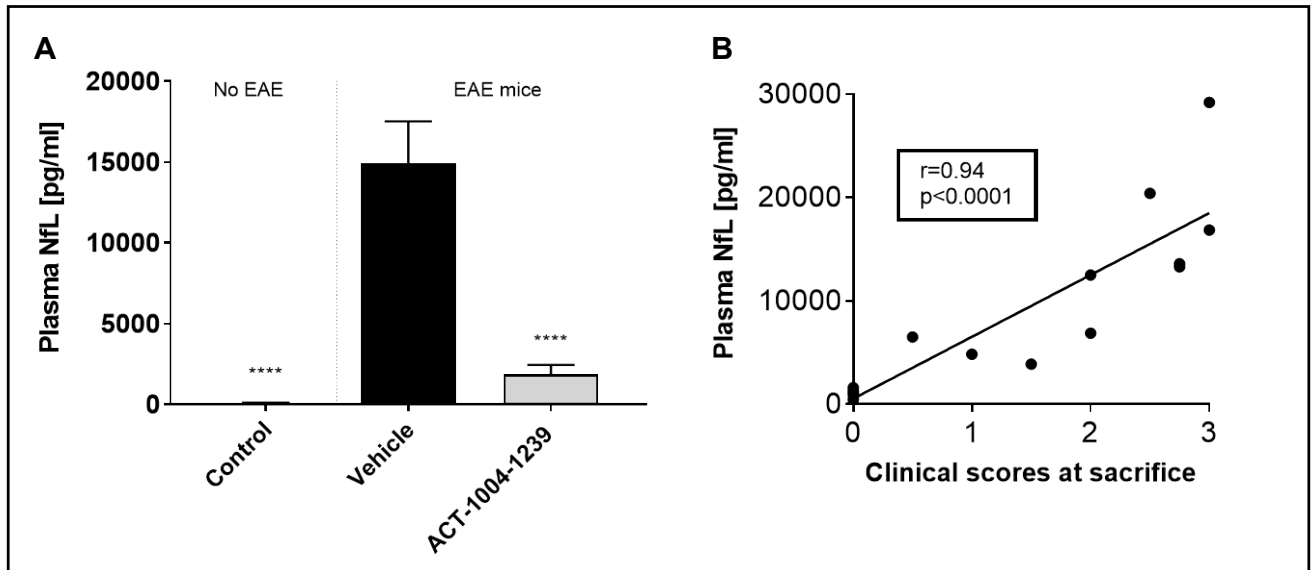 A
No EAE
EAE mice
Plasma NfL [pg/ml]
20000
15000
10000
5000
0
****
****
Control
Vehicle
ACT-1004-1239
B
Plasma NfL [pg/ml]
30000
20000
10000
0
r=0.94
p<0.0001
0 1 2 3
Clinical scores at sacrifice